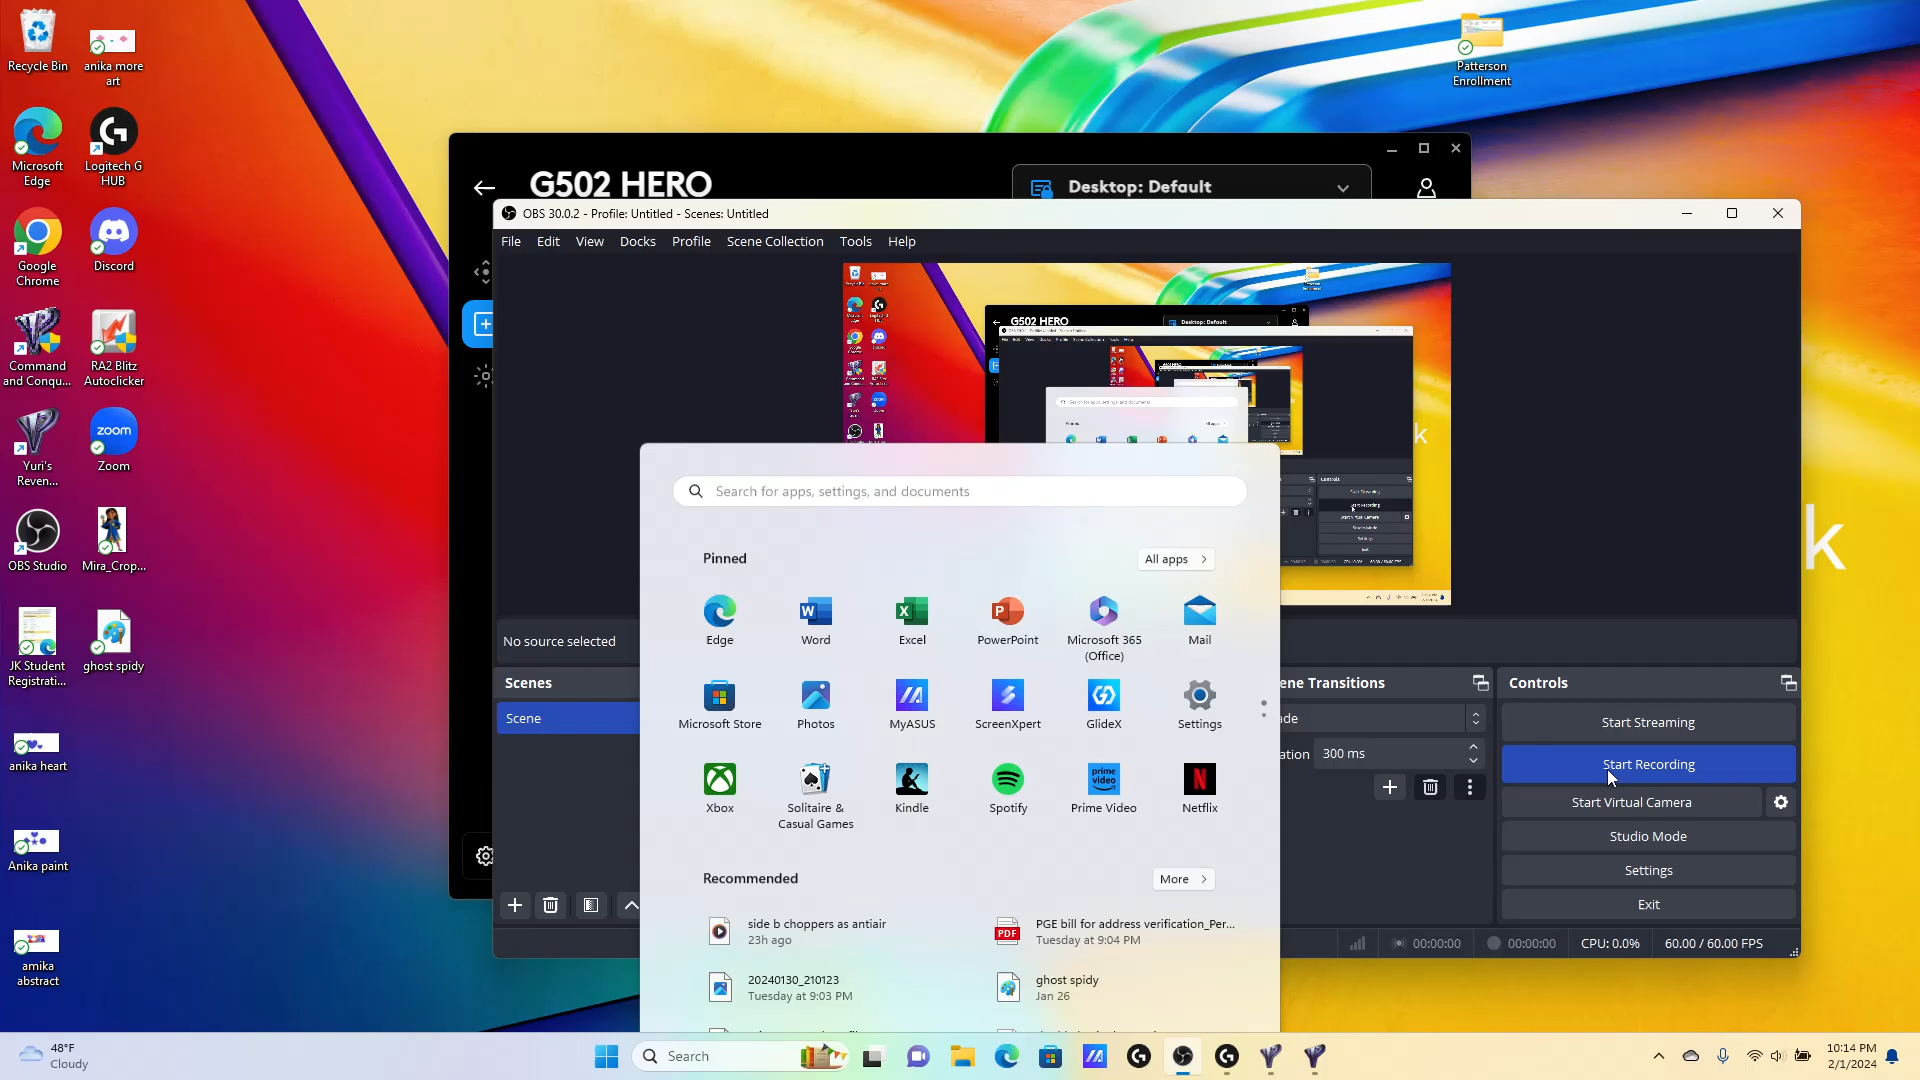 Recycle Bin
anika more
art
Microsoft
Edge
Logitech G
HUB
Google
Chrome
Discord
Command
and Conqu...
RA2 Blitz
Autoclicker
Yuri's
Reven...
Zoom
zoom
OBS Studio
Mira_Crop...
JK Student
Registrati...
ghost spidy
anika heart
Anika paint
amika
abstract
Patterson
Enrollment
G502 HERO
Desktop: Default
OBS 30.0.2 - Profile: Untitled - Scenes: Untitled
File Edit View Docks Profile Scene Collection Tools Help
G502 HERO
Desktop: Default
k
k
No source selected
Scenes
Scene
Search for apps, settings, and documents
Pinned
All apps
Edge
Word
Excel
PowerPoint
Microsoft 365
(Office)
Mail
Microsoft Store
Photos
MyASUS
ScreenXpert
GlideX
Settings
Xbox
Solitaire &
Casual Games
Kindle
Spotify
prime
video
Prime Video
Netflix
Recommended
More
side b choppers as antiair
23h ago
PDF
PGE bill for address verification_Per...
Tuesday at 9:04 PM
20240130_210123
Tuesday at 9:03 PM
ghost spidy
Jan 26
ene Transitions
ade
ation 300 ms
Controls
Start Streaming
Start Recording
Start Virtual Camera
Studio Mode
Settings
Exit
00:00:00
00:00:00
CPU: 0.0%
60.00 / 60.00 FPS
48°F
Cloudy
Search
10:14 PM
2/1/2024